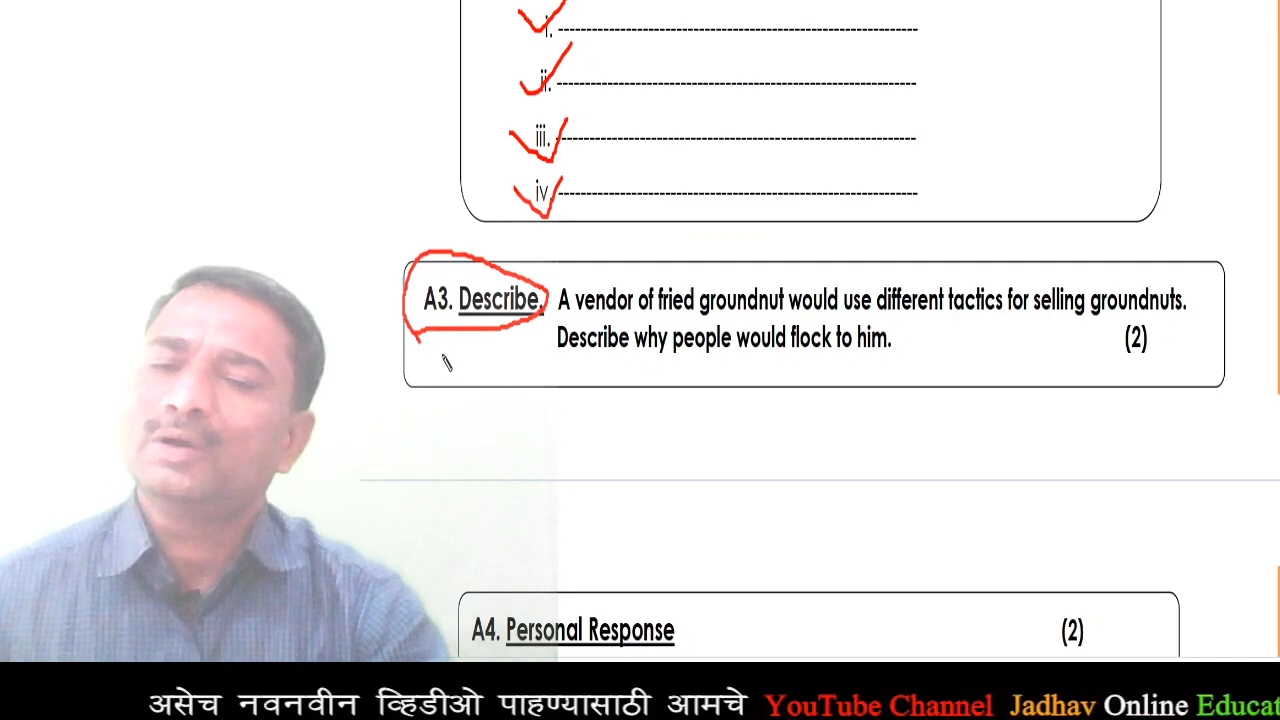 i. ----------------------------------------------------------------
ii. ----------------------------------------------------------------
iii. ----------------------------------------------------------------
iv. ----------------------------------------------------------------
A3. Describe. A vendor of fried groundnut would use different tactics for selling groundnuts.
Describe why people would flock to him. (2)
A4. Personal Response (2)
असेच नवनवीन व्हिडीओ पाहण्यासाठी आमचे YouTube Channel Jadhav Online Educat